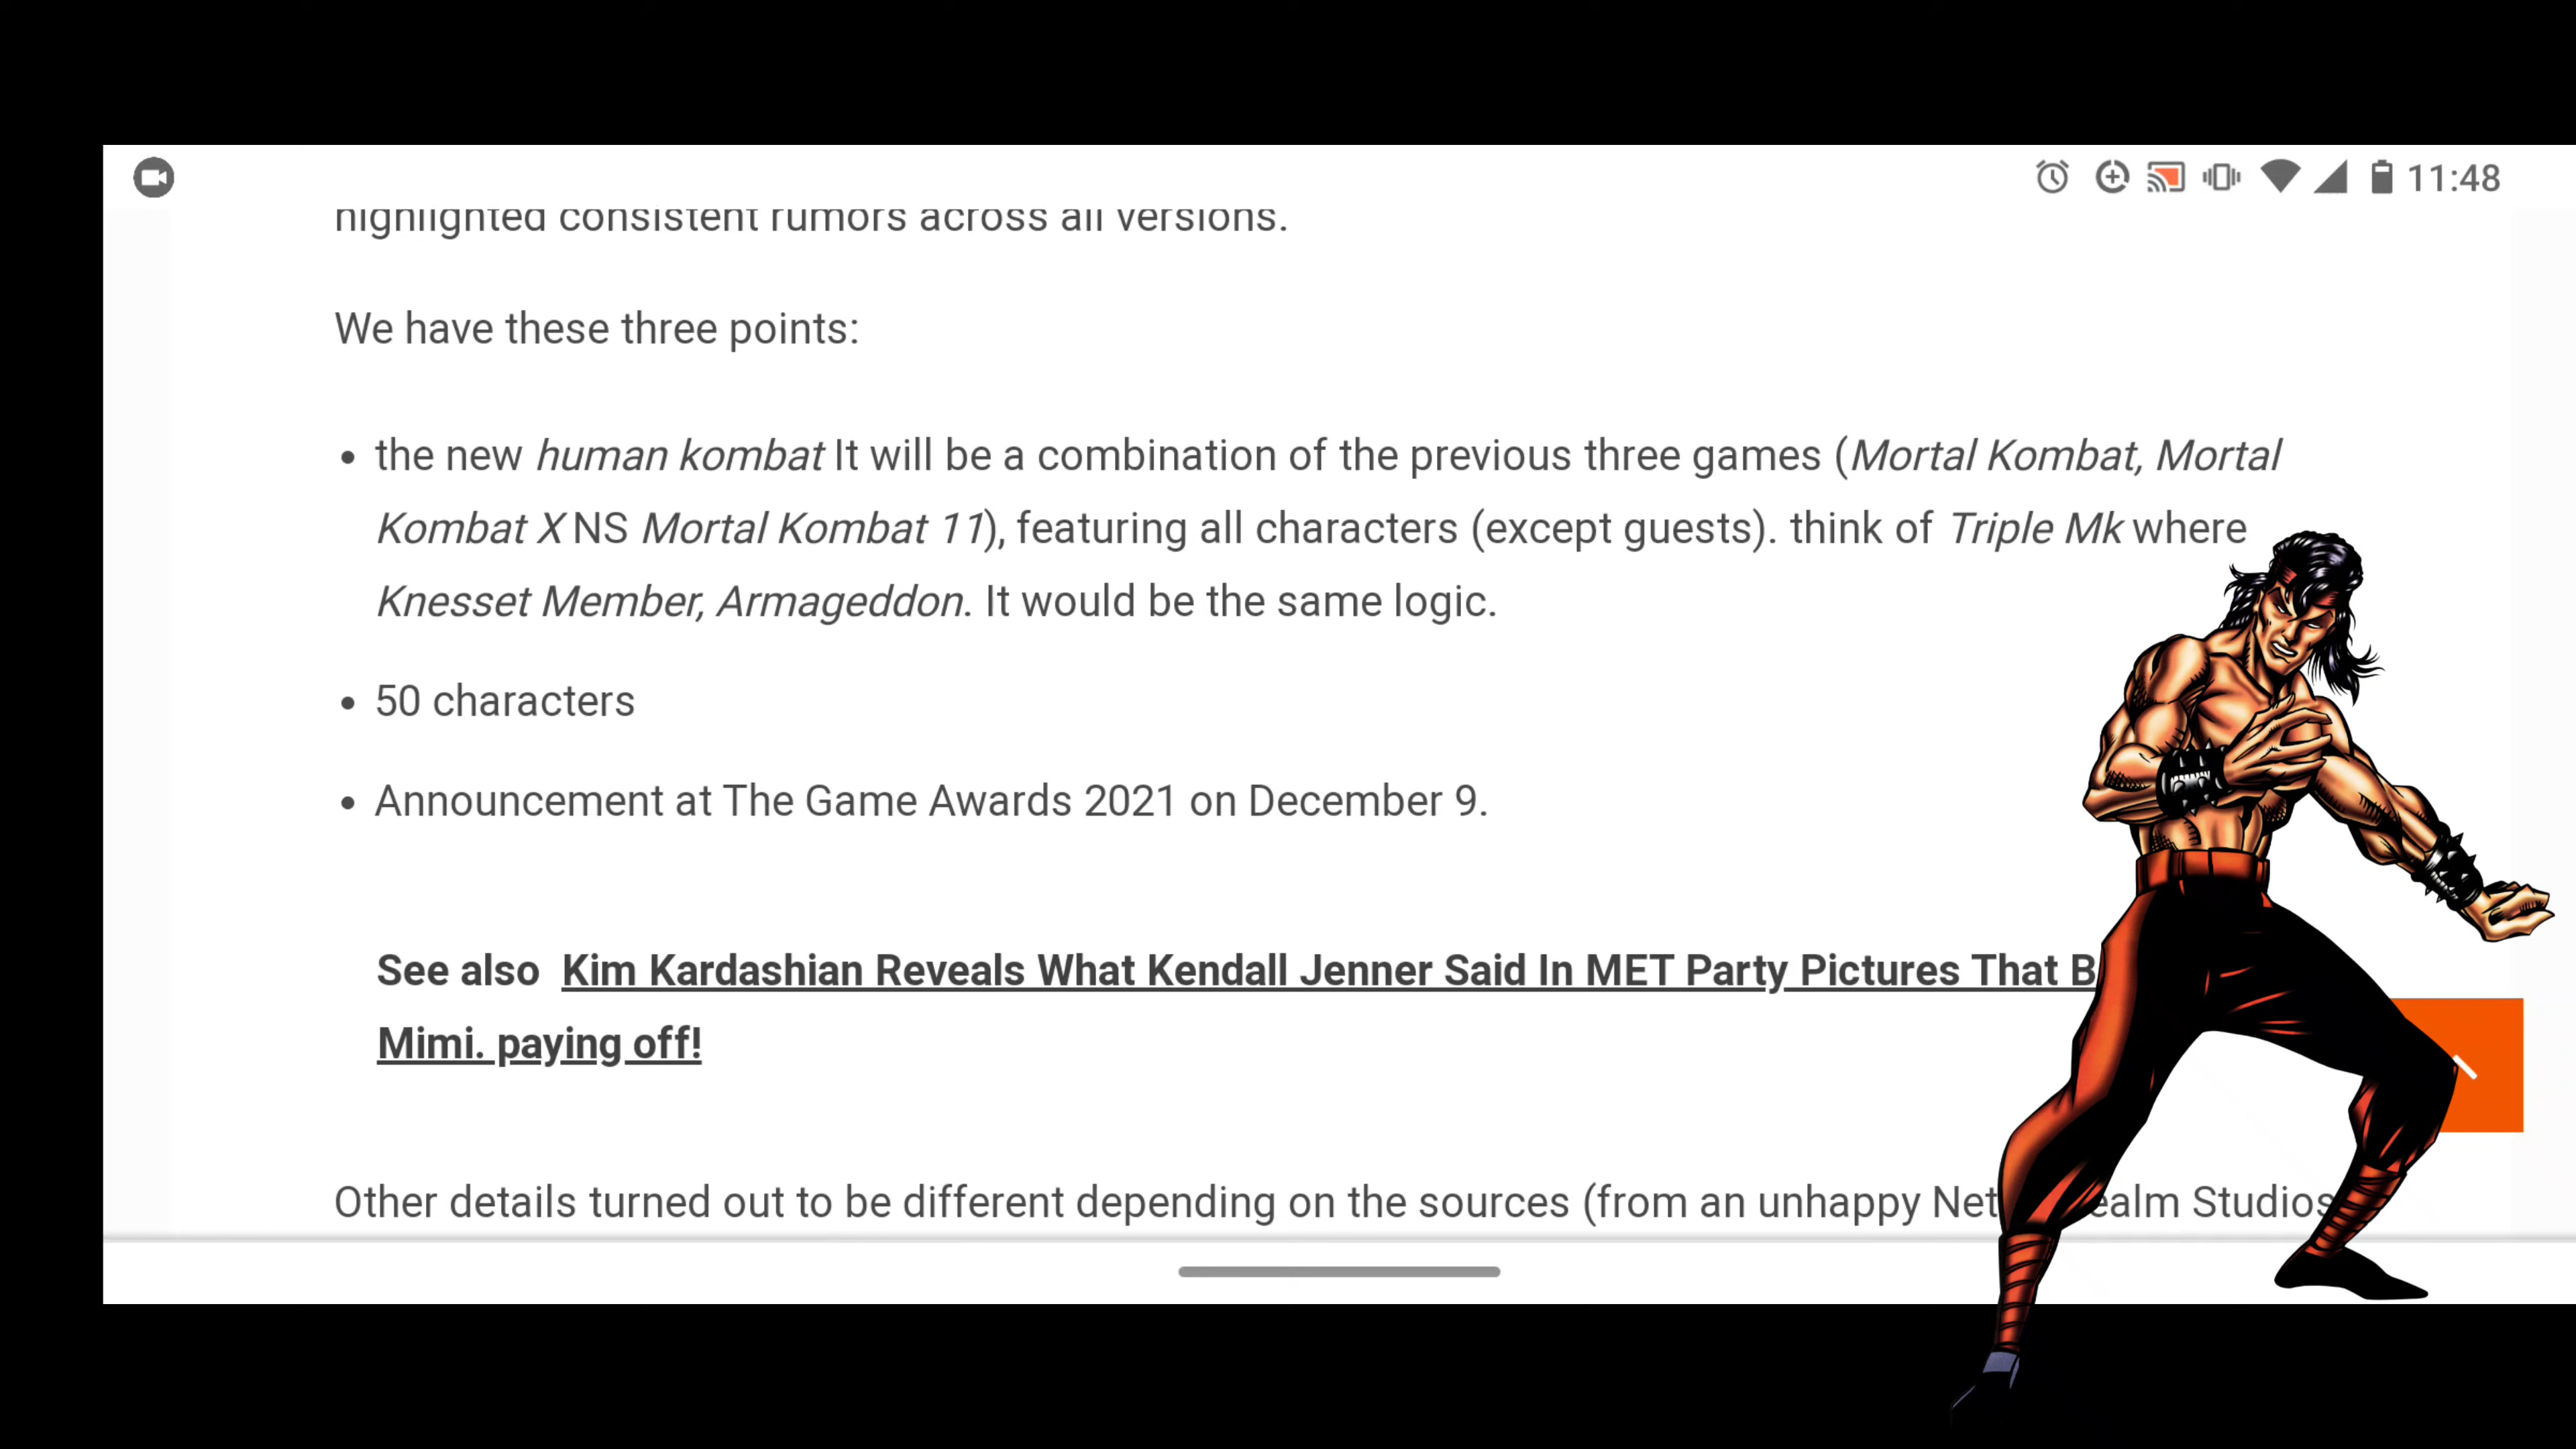 11:48
highlighted consistent rumors across all versions.
We have these three points:
• the new human kombat It will be a combination of the previous three games (Mortal Kombat, Mortal
Kombat X NS Mortal Kombat 11), featuring all characters (except guests). think of Triple Mk where
Knesset Member, Armageddon. It would be the same logic.
• 50 characters
• Announcement at The Game Awards 2021 on December 9.
See also Kim Kardashian Reveals What Kendall Jenner Said In MET Party Pictures That
Mimi. paying off!
Other details turned out to be different depending on the sources (from an unhappy Studios